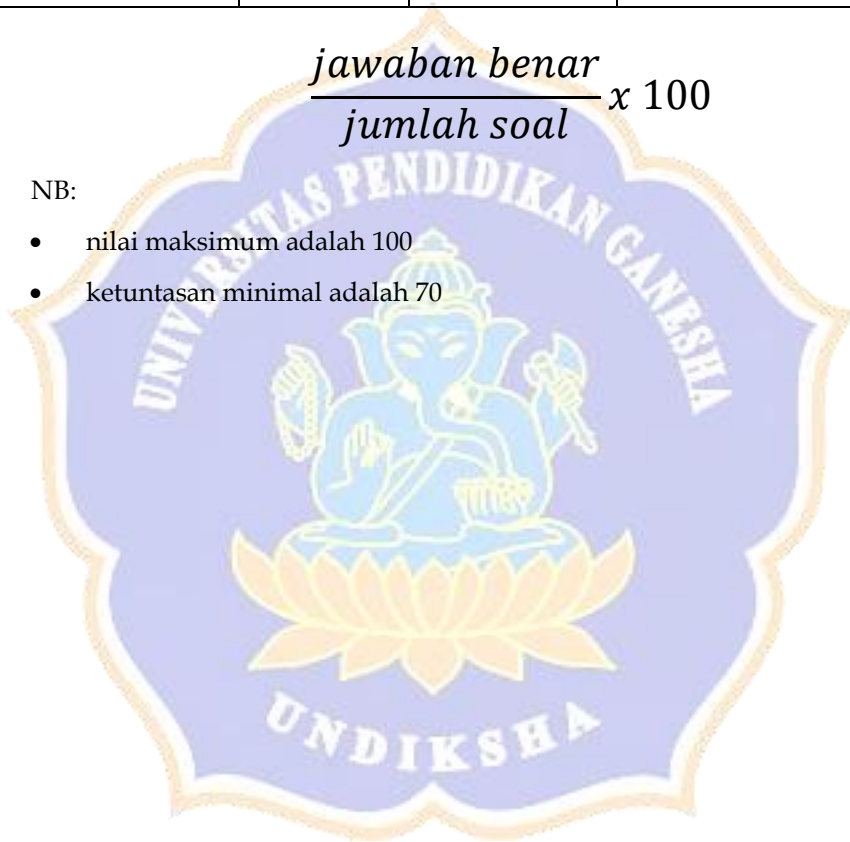 jawaban benar
jumlah soal
x 100
NB:
• nilai maksimum adalah 100
• ketuntasan minimal adalah 70
UNIVERSITAS PENDIDIKAN GANESHA
UNDIKSHA